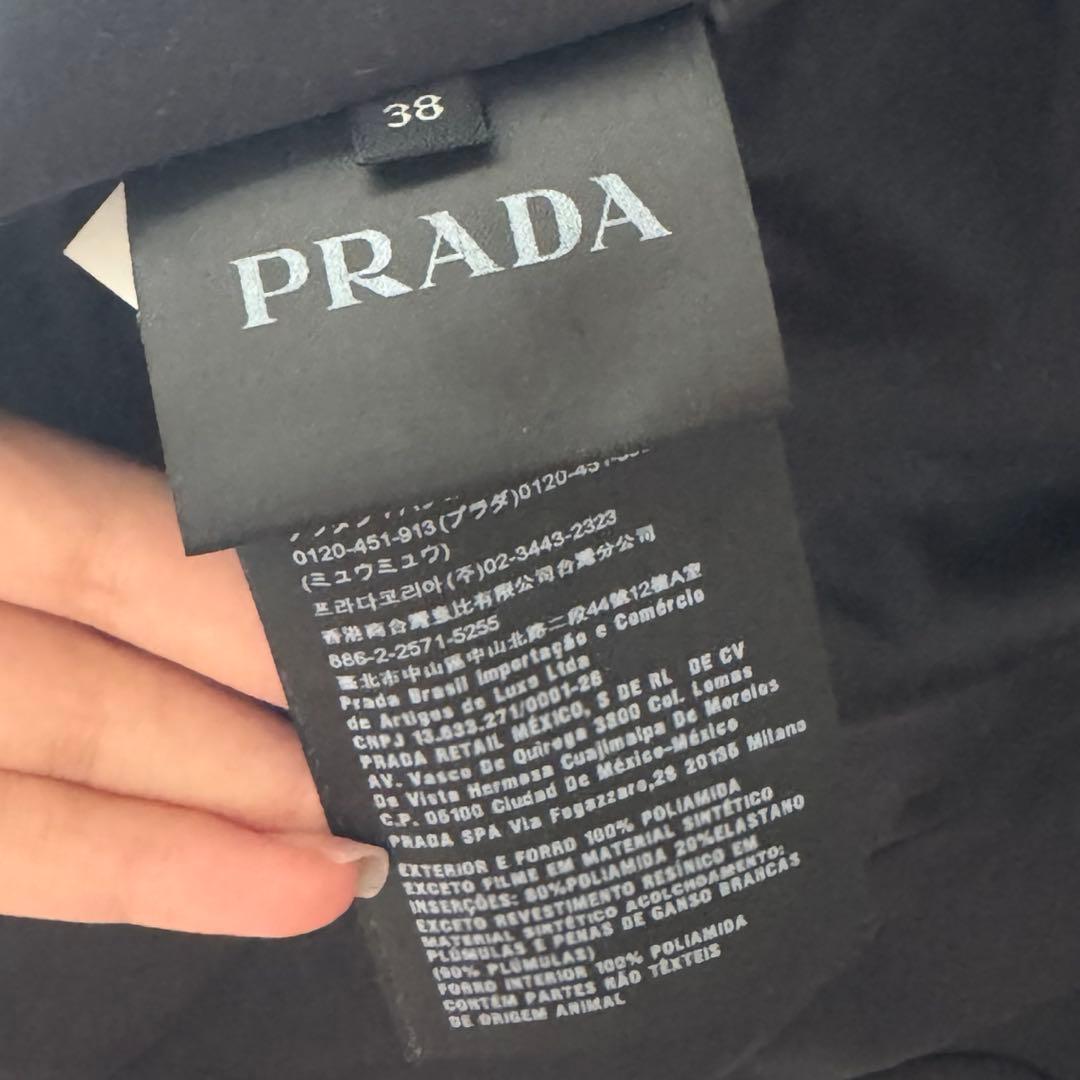 38
PRADA
0120-451-913(プラダ)0120-451-
(ミュウミュウ)
프라다코리아(주)02-3443-2323
香港商台灣壹比有限公司台灣分公司
886-2-2571-5255
臺北市中山區中山北路二段44號12樓A室
Prada Brasil Importação e Comércio
de Artigos de Luxo Ltda
CNPJ 13.633.271/0001-26
PRADA RETAIL MÉXICO, S DE RL DE CV
AV. Vasco De Quiroga 3800 Col. Lomas
De Vista Hermosa Cuajimalpa De Morelos
C.P. 05100 Ciudad De México-México
PRADA SPA Via Fogazzaro,28 20135 Milano
EXTERIOR E FORRO 100% POLIAMIDA
EXCETO FILME EM MATERIAL SINTÉTICO
INSERÇÕES: 80%POLIAMIDA 20%ELASTANO
EXCETO REVESTIMENTO RESÍNICO EM
MATERIAL SINTÉTICO ACOLCHOAMENTO:
PLÚMULAS E PENAS DE GANSO BRANCAS
(90% PLÚMULAS)
FORRO INTERIOR 100% POLIAMIDA
CONTÉM PARTES NÃO TÊXTEIS
DE ORIGEM ANIMAL